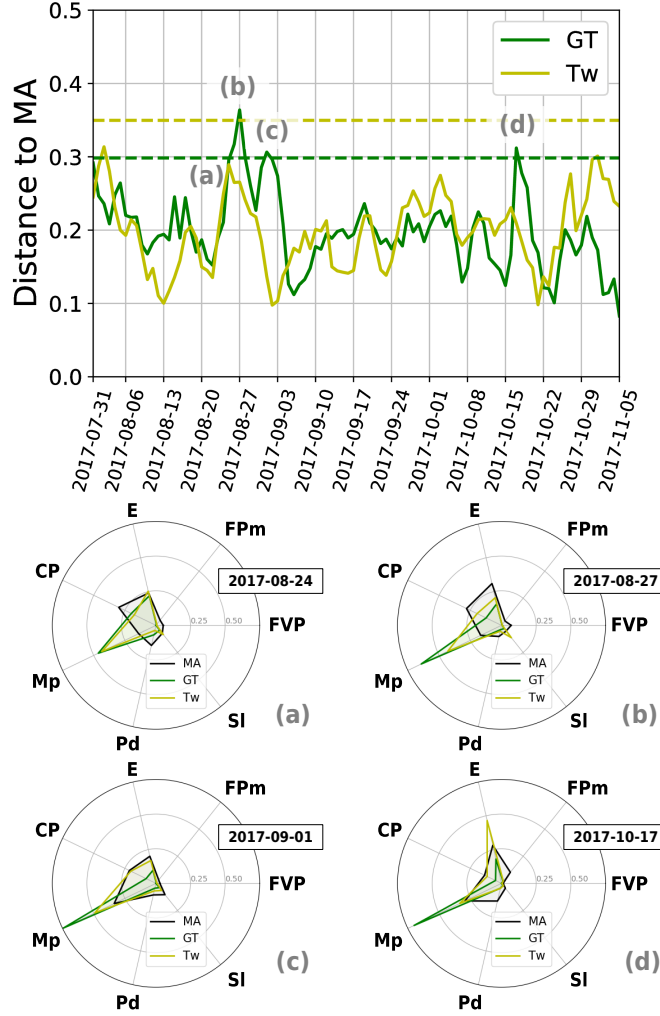 0.5
0.4
0.3
0.2
0.1
0.0
Distance to MA
GT
Tw
(b)
(c)
(d)
(a)
2017-07-31
2017-08-06
2017-08-13
2017-08-20
2017-08-27
2017-09-03
2017-09-10
2017-09-17
2017-09-24
2017-10-01
2017-10-08
2017-10-15
2017-10-22
2017-10-29
2017-11-05
E
FPm
CP
2017-08-24
0.25
0.50
FVP
MA
GT
Tw
Mp
SI
Pd
(a)
E
FPm
CP
2017-08-27
0.25
0.50
FVP
MA
GT
Tw
Mp
SI
Pd
(b)
E
FPm
CP
2017-09-01
0.25
0.50
FVP
MA
GT
Tw
Mp
SI
Pd
(c)
E
FPm
CP
2017-10-17
0.25
0.50
FVP
MA
GT
Tw
Mp
SI
Pd
(d)